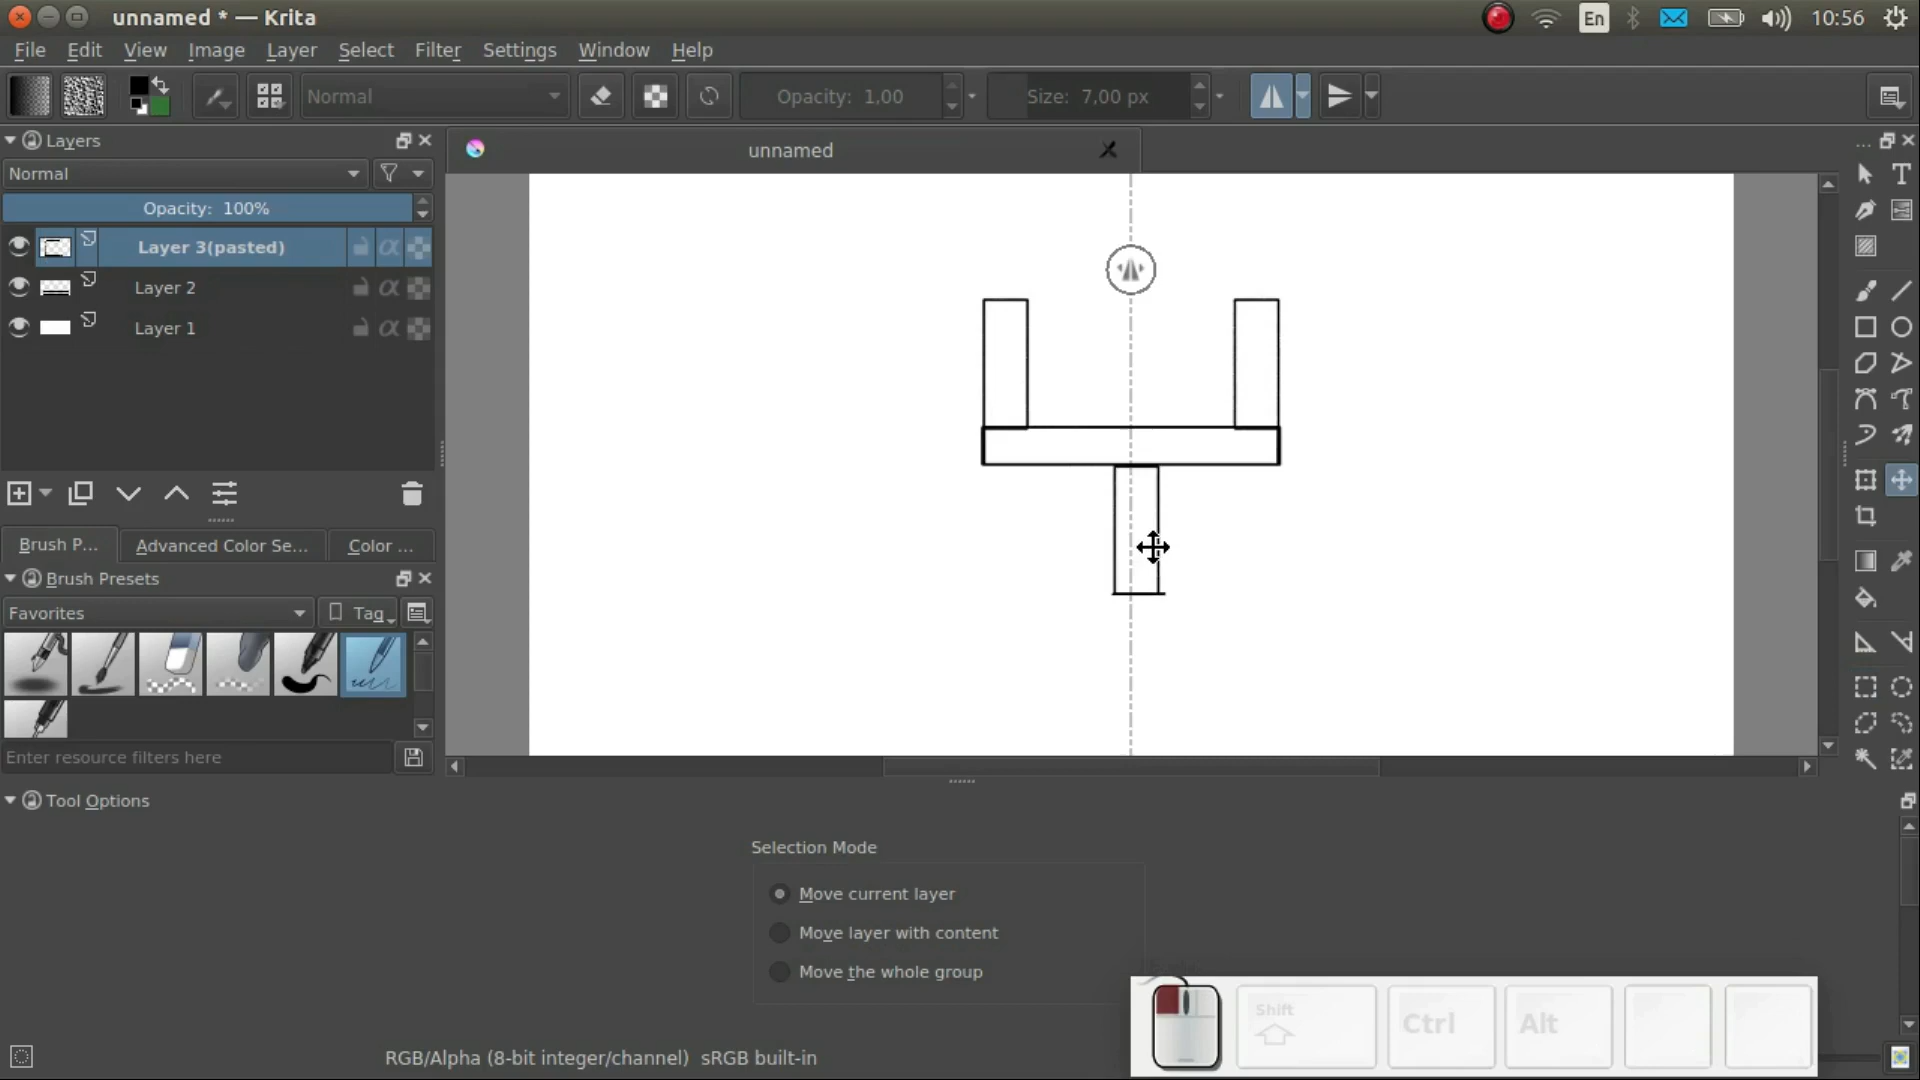 unnamed * — Krita
En
10:56
File Edit View Image Layer Select Filter Settings Window Help
Normal
Opacity: 1,00
Size: 7,00 px
Layers
unnamed
Normal
Opacity: 100%
Layer 3(pasted)
Layer 2
Layer 1
Brush P...
Advanced Color Se...
Color ...
Brush Presets
Favorites
Tag
Enter resource filters here
Tool Options
Selection Mode
Move current layer
Move layer with content
Move the whole group
Shift
Ctrl
Alt
RGB/Alpha (8-bit integer/channel) sRGB built-in